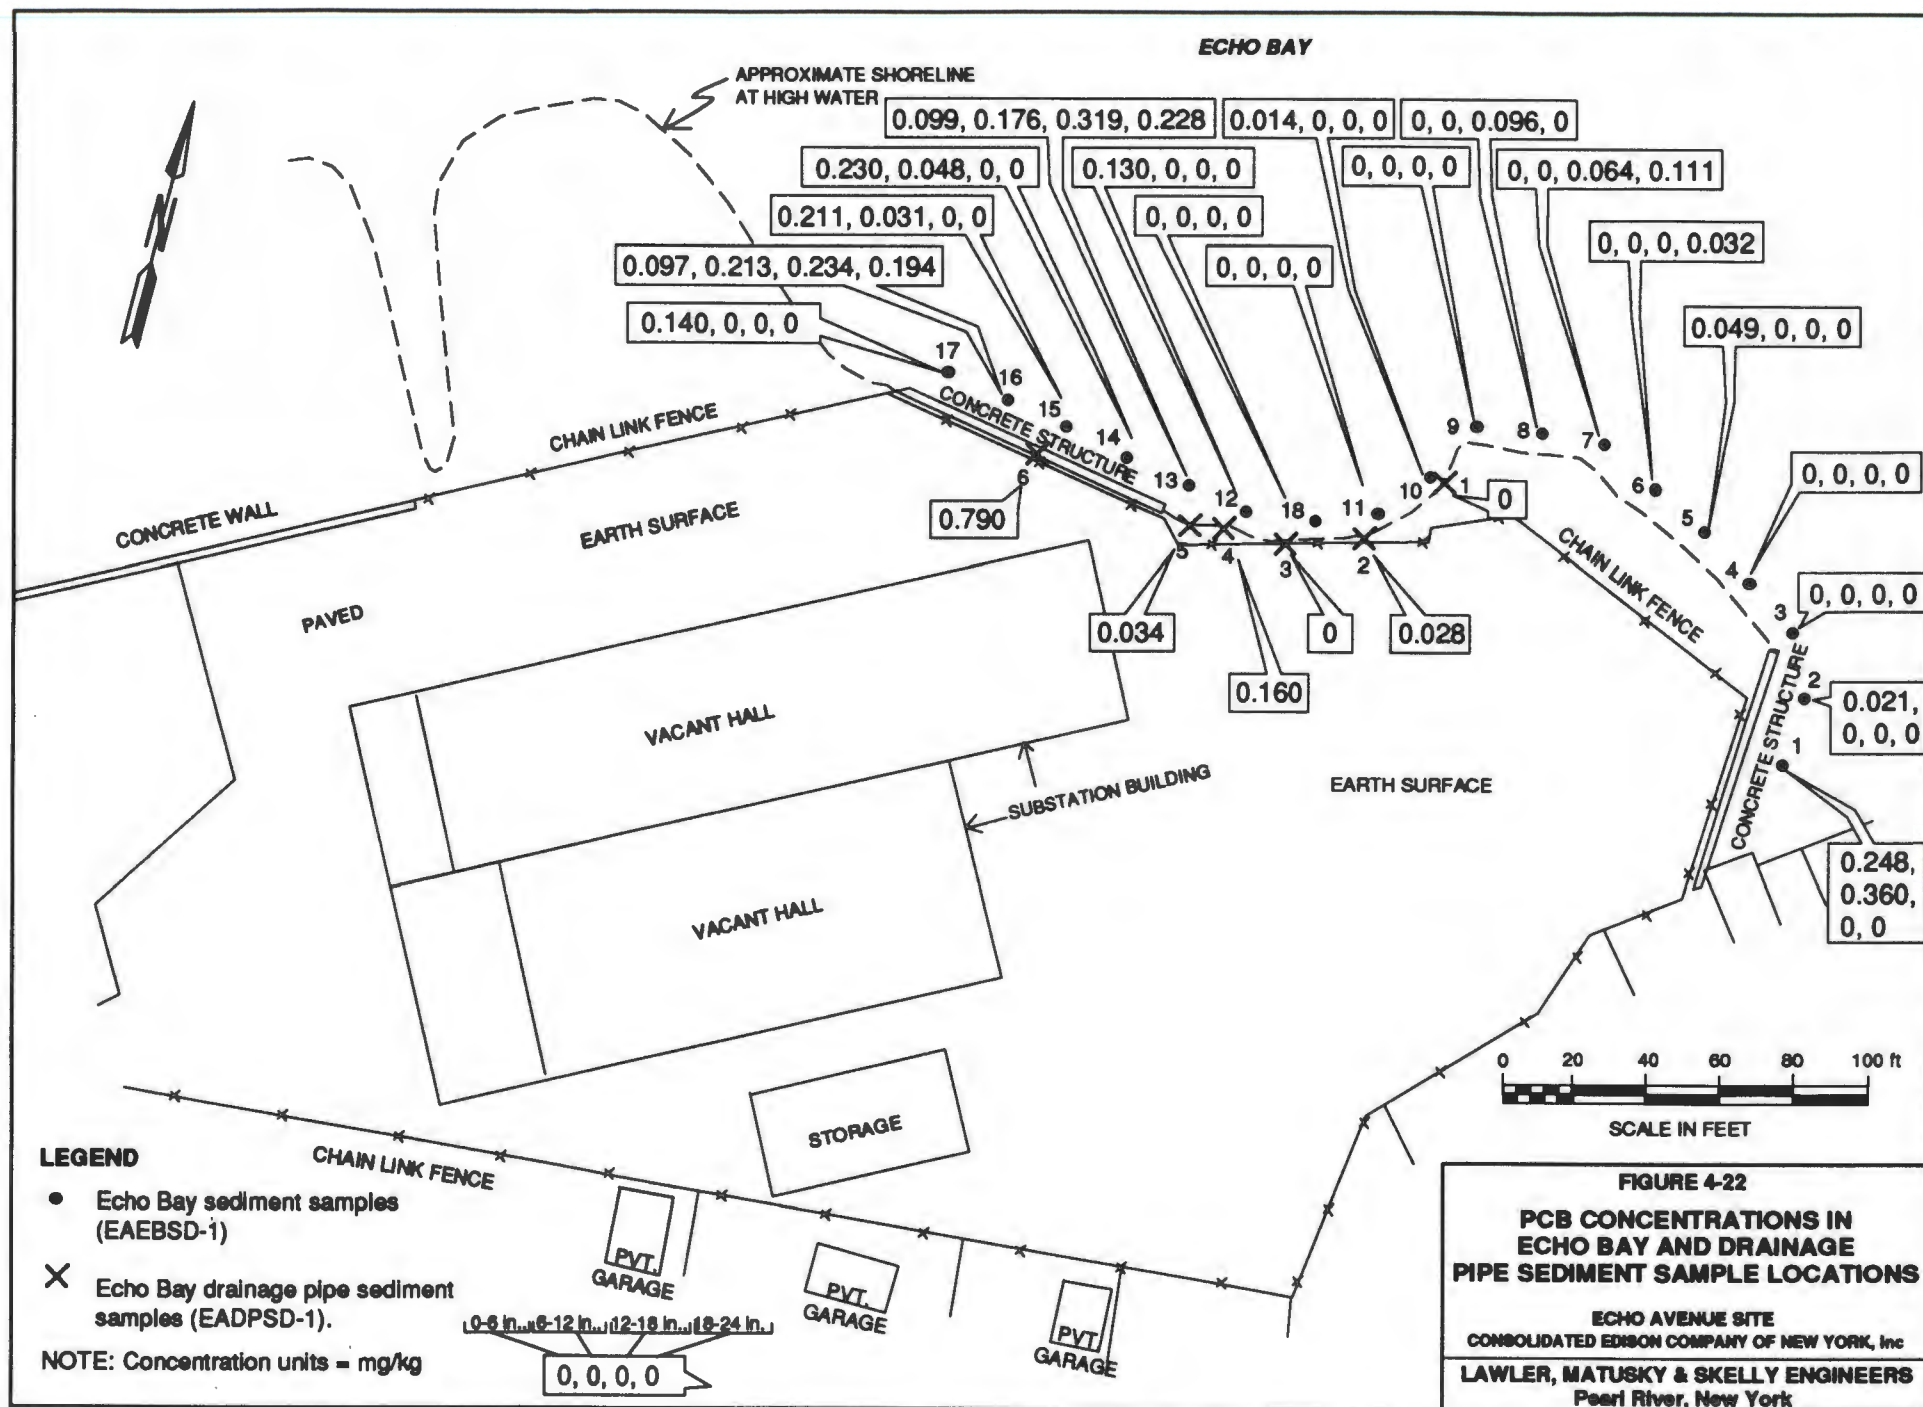 ECHO BAY
APPROXIMATE SHORELINE
AT HIGH WATER
0.099, 0.176, 0.319, 0.228
0.014, 0, 0, 0
0, 0, 0.096, 0
0.230, 0.048, 0, 0
0.130, 0, 0, 0
0, 0, 0, 0
0, 0, 0.064, 0.111
0.211, 0.031, 0, 0
0, 0, 0, 0
0, 0, 0, 0.032
0.097, 0.213, 0.234, 0.194
0, 0, 0, 0
0.140, 0, 0, 0
0.049, 0, 0, 0
N
17
16
15
14
13
12
18
11
10
9
8
7
6
5
4
3
2
1
CONCRETE STRUCTURE
CHAIN LINK FENCE
6
0.790
5
4
3
2
1
0
0, 0, 0, 0
0, 0, 0, 0
0.021,
0, 0, 0
0.248,
0.360,
0, 0
CONCRETE WALL
EARTH SURFACE
PAVED
0.034
0.160
0
0.028
CHAIN LINK FENCE
CONCRETE STRUCTURE
VACANT HALL
SUBSTATION BUILDING
EARTH SURFACE
VACANT HALL
STORAGE
CHAIN LINK FENCE
PVT.
GARAGE
PVT.
GARAGE
PVT
GARAGE
0 20 40 60 80 100 ft
SCALE IN FEET
LEGEND
Echo Bay sediment samples
(EAEBSD-1)
Echo Bay drainage pipe sediment
samples (EADPSD-1).
NOTE: Concentration units = mg/kg
0-6 in. 6-12 in. 12-18 in. 18-24 in.
0, 0, 0, 0
FIGURE 4-22
PCB CONCENTRATIONS IN
ECHO BAY AND DRAINAGE
PIPE SEDIMENT SAMPLE LOCATIONS
ECHO AVENUE SITE
CONSOLIDATED EDISON COMPANY OF NEW YORK, Inc
LAWLER, MATUSKY & SKELLY ENGINEERS
Pearl River, New York